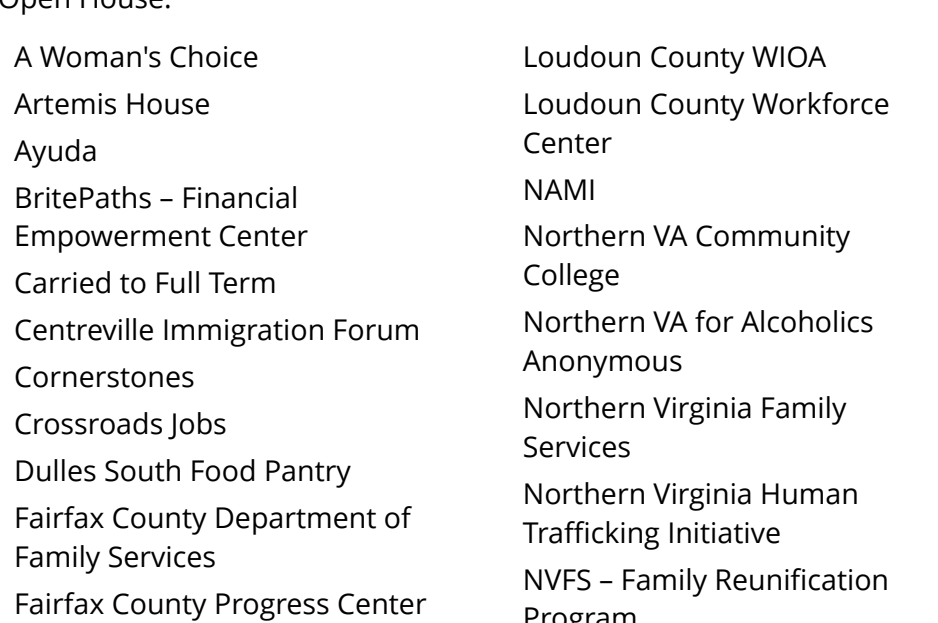 Open House:
A Woman's Choice
Artemis House
Ayuda
BritePaths – Financial
Empowerment Center
Carried to Full Term
Centreville Immigration Forum
Cornerstones
Crossroads Jobs
Dulles South Food Pantry
Fairfax County Department of
Family Services
Fairfax County Progress Center
Loudoun County WIOA
Loudoun County Workforce
Center
NAMI
Northern VA Community
College
Northern VA for Alcoholics
Anonymous
Northern Virginia Family
Services
Northern Virginia Human
Trafficking Initiative
NVFS – Family Reunification
Program